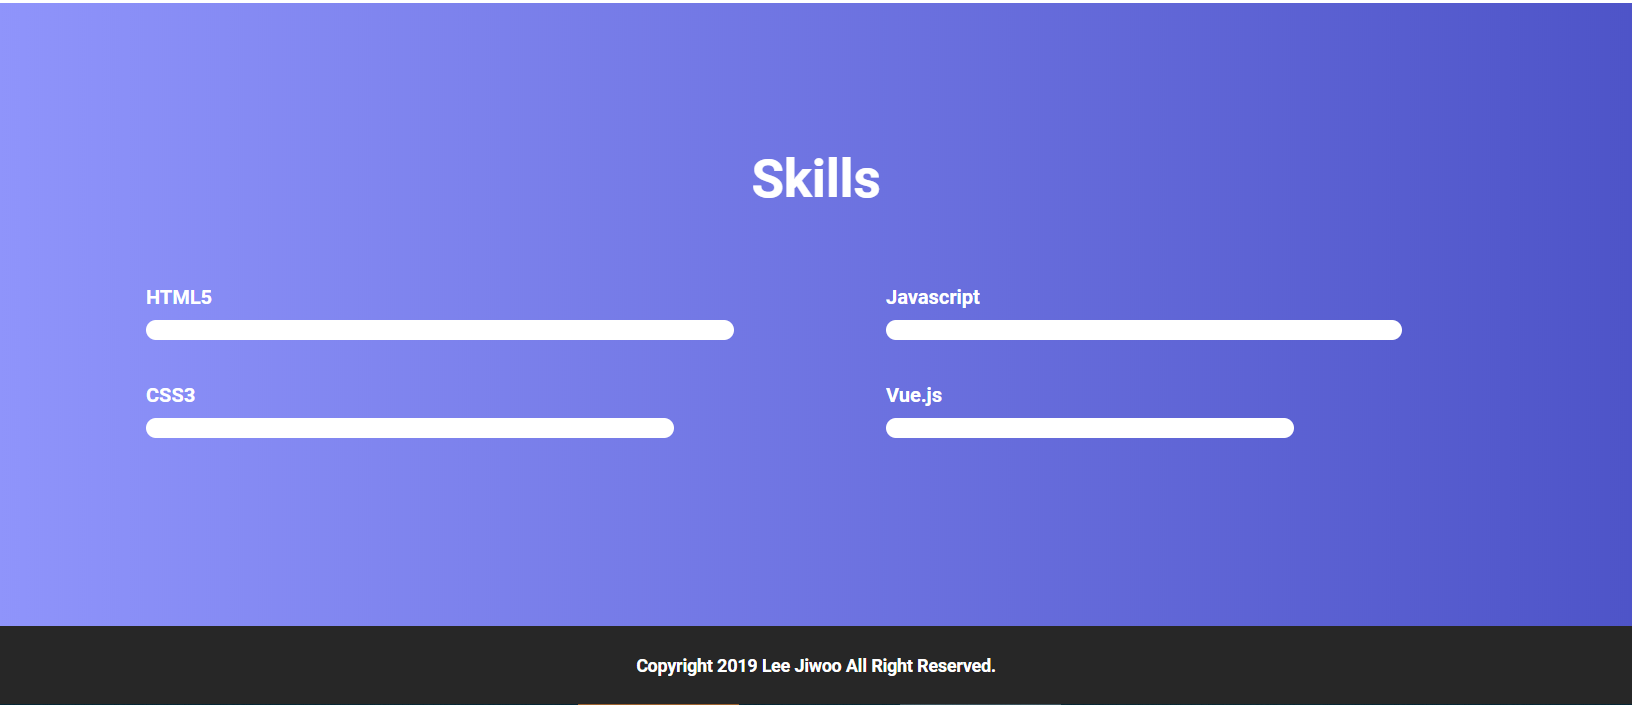 Skills
HTML5
Javascript
CSS3
Vue.js
Copyright 2019 Lee Jiwoo All Right Reserved.